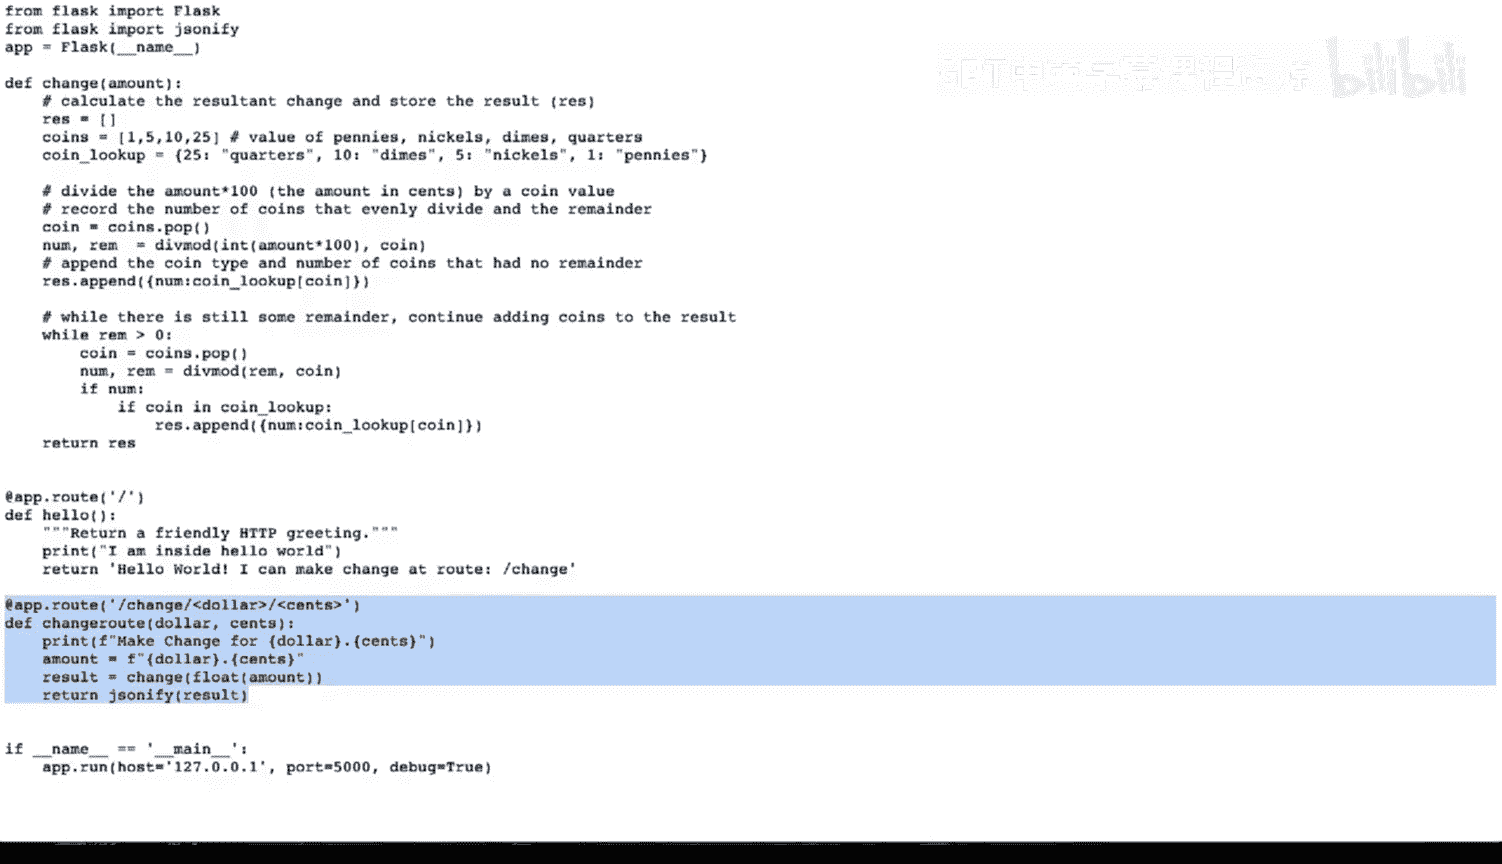 from flask import Flask
from flask import jsonify
app = Flask(__name__)
def change(amount):
    # calculate the resultant change and store the result (res)
    res = []
    coins = [1,5,10,25] # value of pennies, nickels, dimes, quarters
    coin_lookup = {25: "quarters", 10: "dimes", 5: "nickels", 1: "pennies"}
    # divide the amount*100 (the amount in cents) by a coin value
    # record the number of coins that evenly divide and the remainder
    coin = coins.pop()
    num, rem  = divmod(int(amount*100), coin)
    # append the coin type and number of coins that had no remainder
    res.append({num:coin_lookup[coin]})
    # while there is still some remainder, continue adding coins to the result
    while rem > 0:
        coin = coins.pop()
        num, rem = divmod(rem, coin)
        if num:
            if coin in coin_lookup:
                res.append({num:coin_lookup[coin]})
    return res
@app.route('/')
def hello():
    """Return a friendly HTTP greeting."""
    print("I am inside hello world")
    return 'Hello World! I can make change at route: /change'
@app.route('/change/<dollar>/<cents>')
def changeroute(dollar, cents):
    print(f"Make Change for {dollar}.{cents}")
    amount = f"{dollar}.{cents}"
    result = change(float(amount))
    return jsonify(result)
if __name__ == '__main__':
    app.run(host='127.0.0.1', port=5000, debug=True)
bilibili